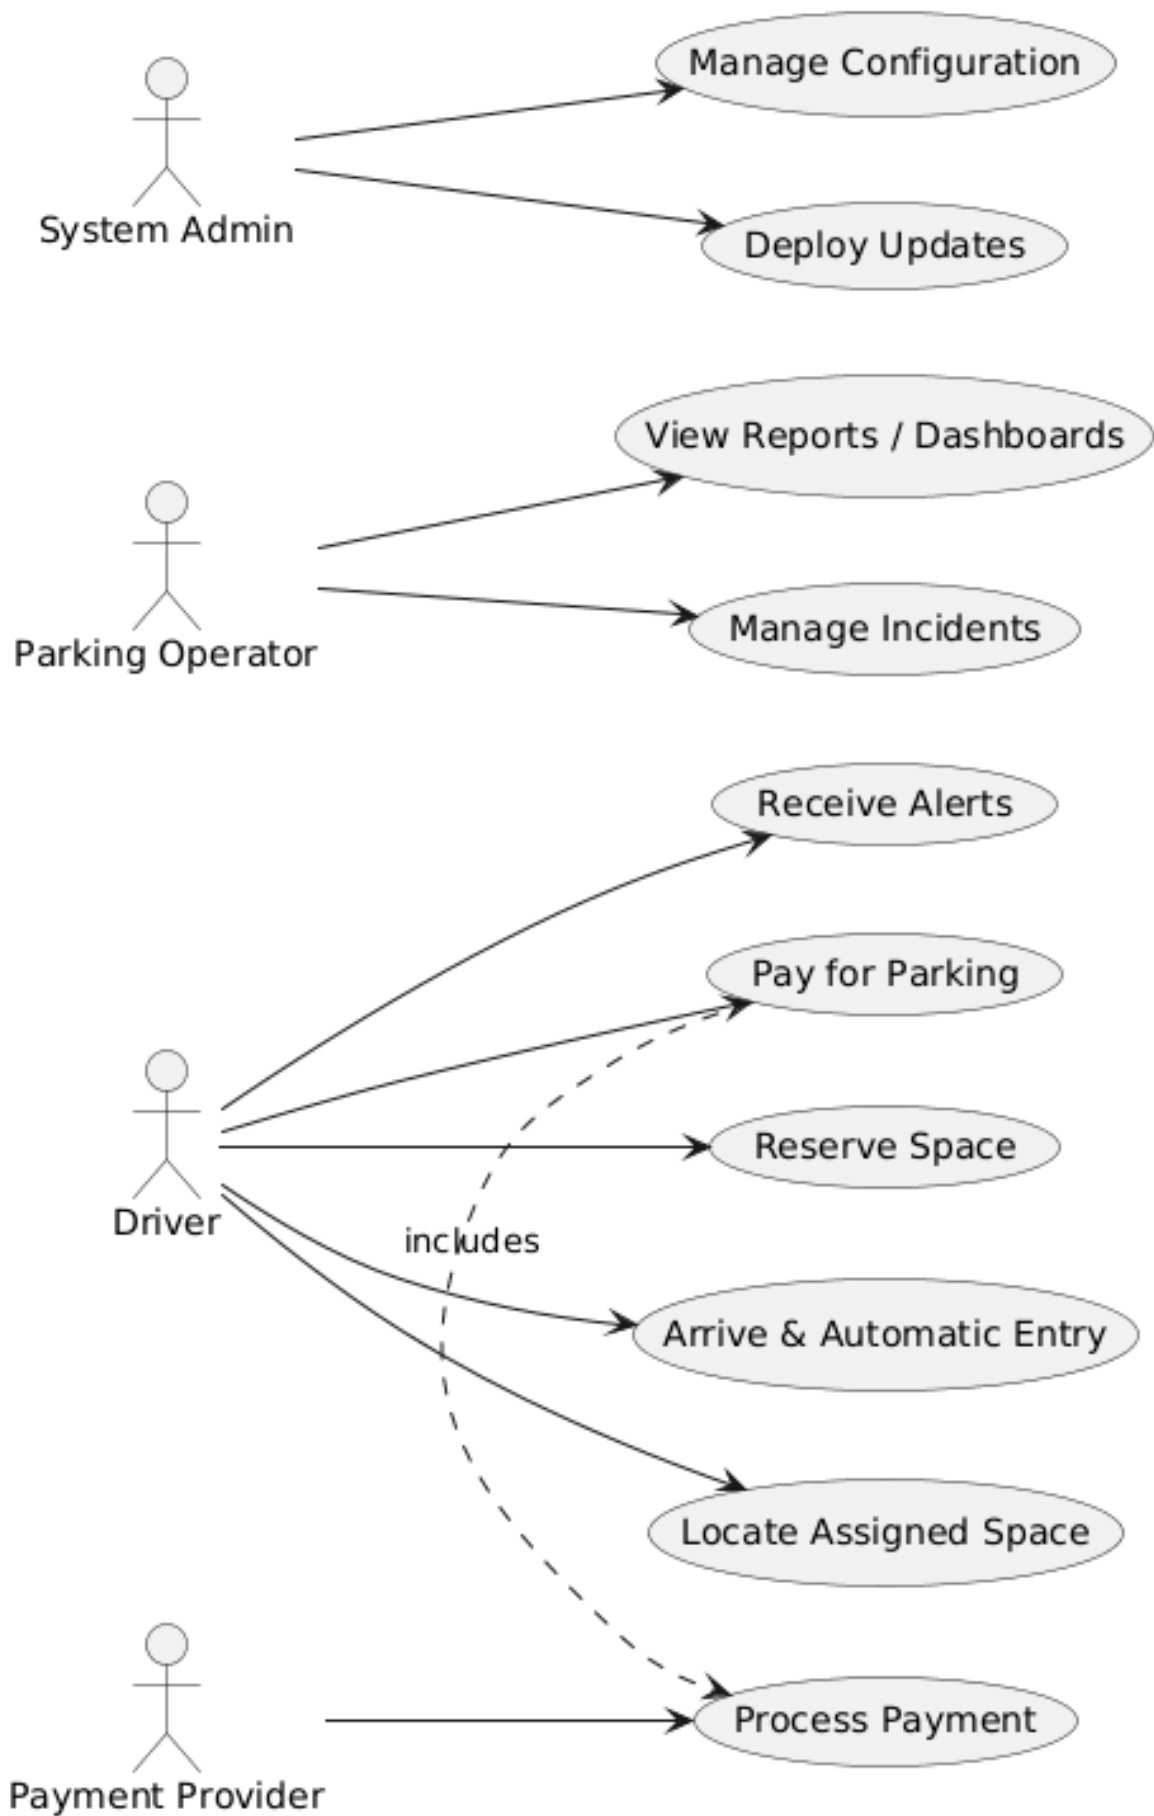 Manage Configuration
System Admin
Deploy Updates
View Reports / Dashboards
Parking Operator
Manage Incidents
Receive Alerts
Pay for Parking
Reserve Space
Driver
includes
Arrive & Automatic Entry
Locate Assigned Space
Process Payment
Payment Provider